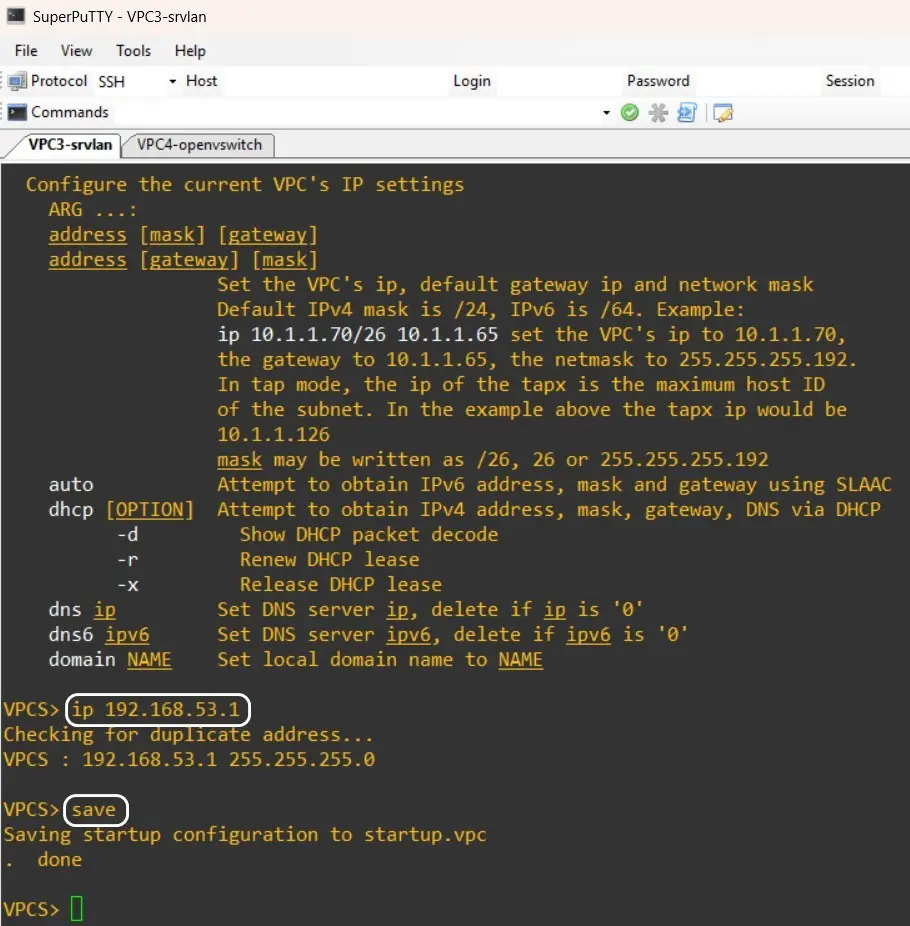 SuperPuTTY - VPC3-srvlan
File View Tools Help
Protocol SSH Host Login Password Session
Commands
VPC3-srvlan VPC4-openvswitch
Configure the current VPC's IP settings
ARG ...:
address [mask] [gateway]
address [gateway] [mask]
Set the VPC's ip, default gateway ip and network mask
Default IPv4 mask is /24, IPv6 is /64. Example:
ip 10.1.1.70/26 10.1.1.65 set the VPC's ip to 10.1.1.70,
the gateway to 10.1.1.65, the netmask to 255.255.255.192.
In tap mode, the ip of the tapx is the maximum host ID
of the subnet. In the example above the tapx ip would be
10.1.1.126
mask may be written as /26, 26 or 255.255.255.192
auto Attempt to obtain IPv6 address, mask and gateway using SLAAC
dhcp [OPTION] Attempt to obtain IPv4 address, mask, gateway, DNS via DHCP
-d Show DHCP packet decode
-r Renew DHCP lease
-x Release DHCP lease
dns ip Set DNS server ip, delete if ip is '0'
dns6 ipv6 Set DNS server ipv6, delete if ipv6 is '0'
domain NAME Set local domain name to NAME
VPCS> ip 192.168.53.1
Checking for duplicate address...
VPCS : 192.168.53.1 255.255.255.0
VPCS> save
Saving startup configuration to startup.vpc
. done
VPCS>